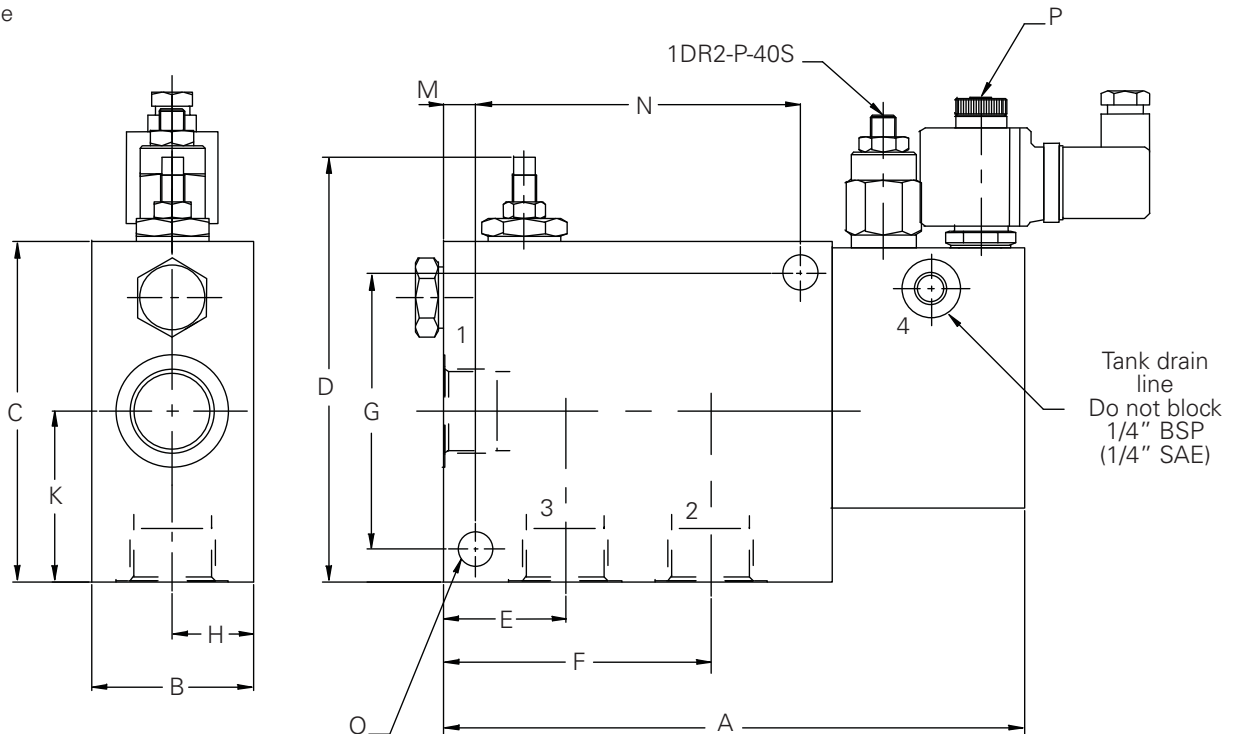 e
P
1DR2-P-40S
M
N
1
4
D
G
C
K
Tank drain
line
Do not block
1/4” BSP
(1/4” SAE)
3
2
E
H
F
B
O
A